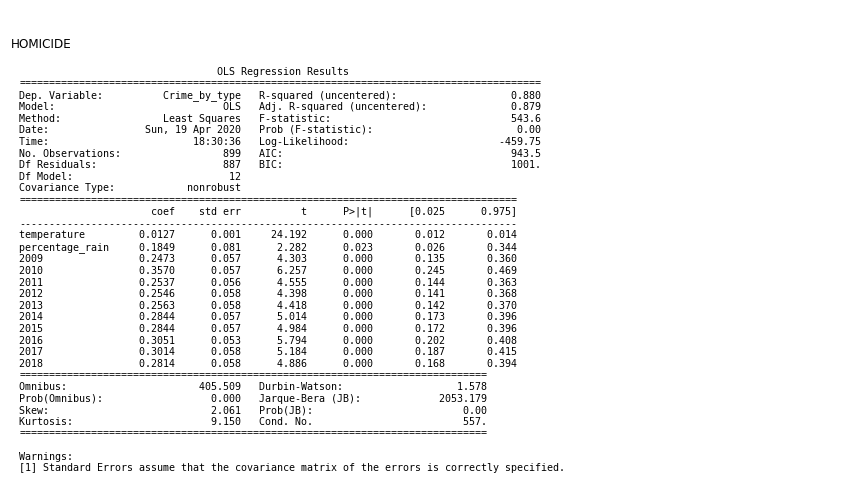 HOMICIDE
OLS Regression Results
==============================================================================
Dep. Variable: Crime_by_type R-squared (uncentered): 0.880
Model: OLS Adj. R-squared (uncentered): 0.879
Method: Least Squares F-statistic: 543.6
Date: Sun, 19 Apr 2020 Prob (F-statistic): 0.00
Time: 18:30:36 Log-Likelihood: -459.75
No. Observations: 899 AIC: 943.5
Df Residuals: 887 BIC: 1001.
Df Model: 12
Covariance Type: nonrobust
==============================================================================
coef std err t P>|t| [0.025 0.975]
------------------------------------------------------------------------------
temperature 0.0127 0.001 24.192 0.000 0.012 0.014
percentage_rain 0.1849 0.081 2.282 0.023 0.026 0.344
2009 0.2473 0.057 4.303 0.000 0.135 0.360
2010 0.3570 0.057 6.257 0.000 0.245 0.469
2011 0.2537 0.056 4.555 0.000 0.144 0.363
2012 0.2546 0.058 4.398 0.000 0.141 0.368
2013 0.2563 0.058 4.418 0.000 0.142 0.370
2014 0.2844 0.057 5.014 0.000 0.173 0.396
2015 0.2844 0.057 4.984 0.000 0.172 0.396
2016 0.3051 0.053 5.794 0.000 0.202 0.408
2017 0.3014 0.058 5.184 0.000 0.187 0.415
2018 0.2814 0.058 4.886 0.000 0.168 0.394
==============================================================================
Omnibus: 405.509 Durbin-Watson: 1.578
Prob(Omnibus): 0.000 Jarque-Bera (JB): 2053.179
Skew: 2.061 Prob(JB): 0.00
Kurtosis: 9.150 Cond. No. 557.
==============================================================================
Warnings:
[1] Standard Errors assume that the covariance matrix of the errors is correctly specified.